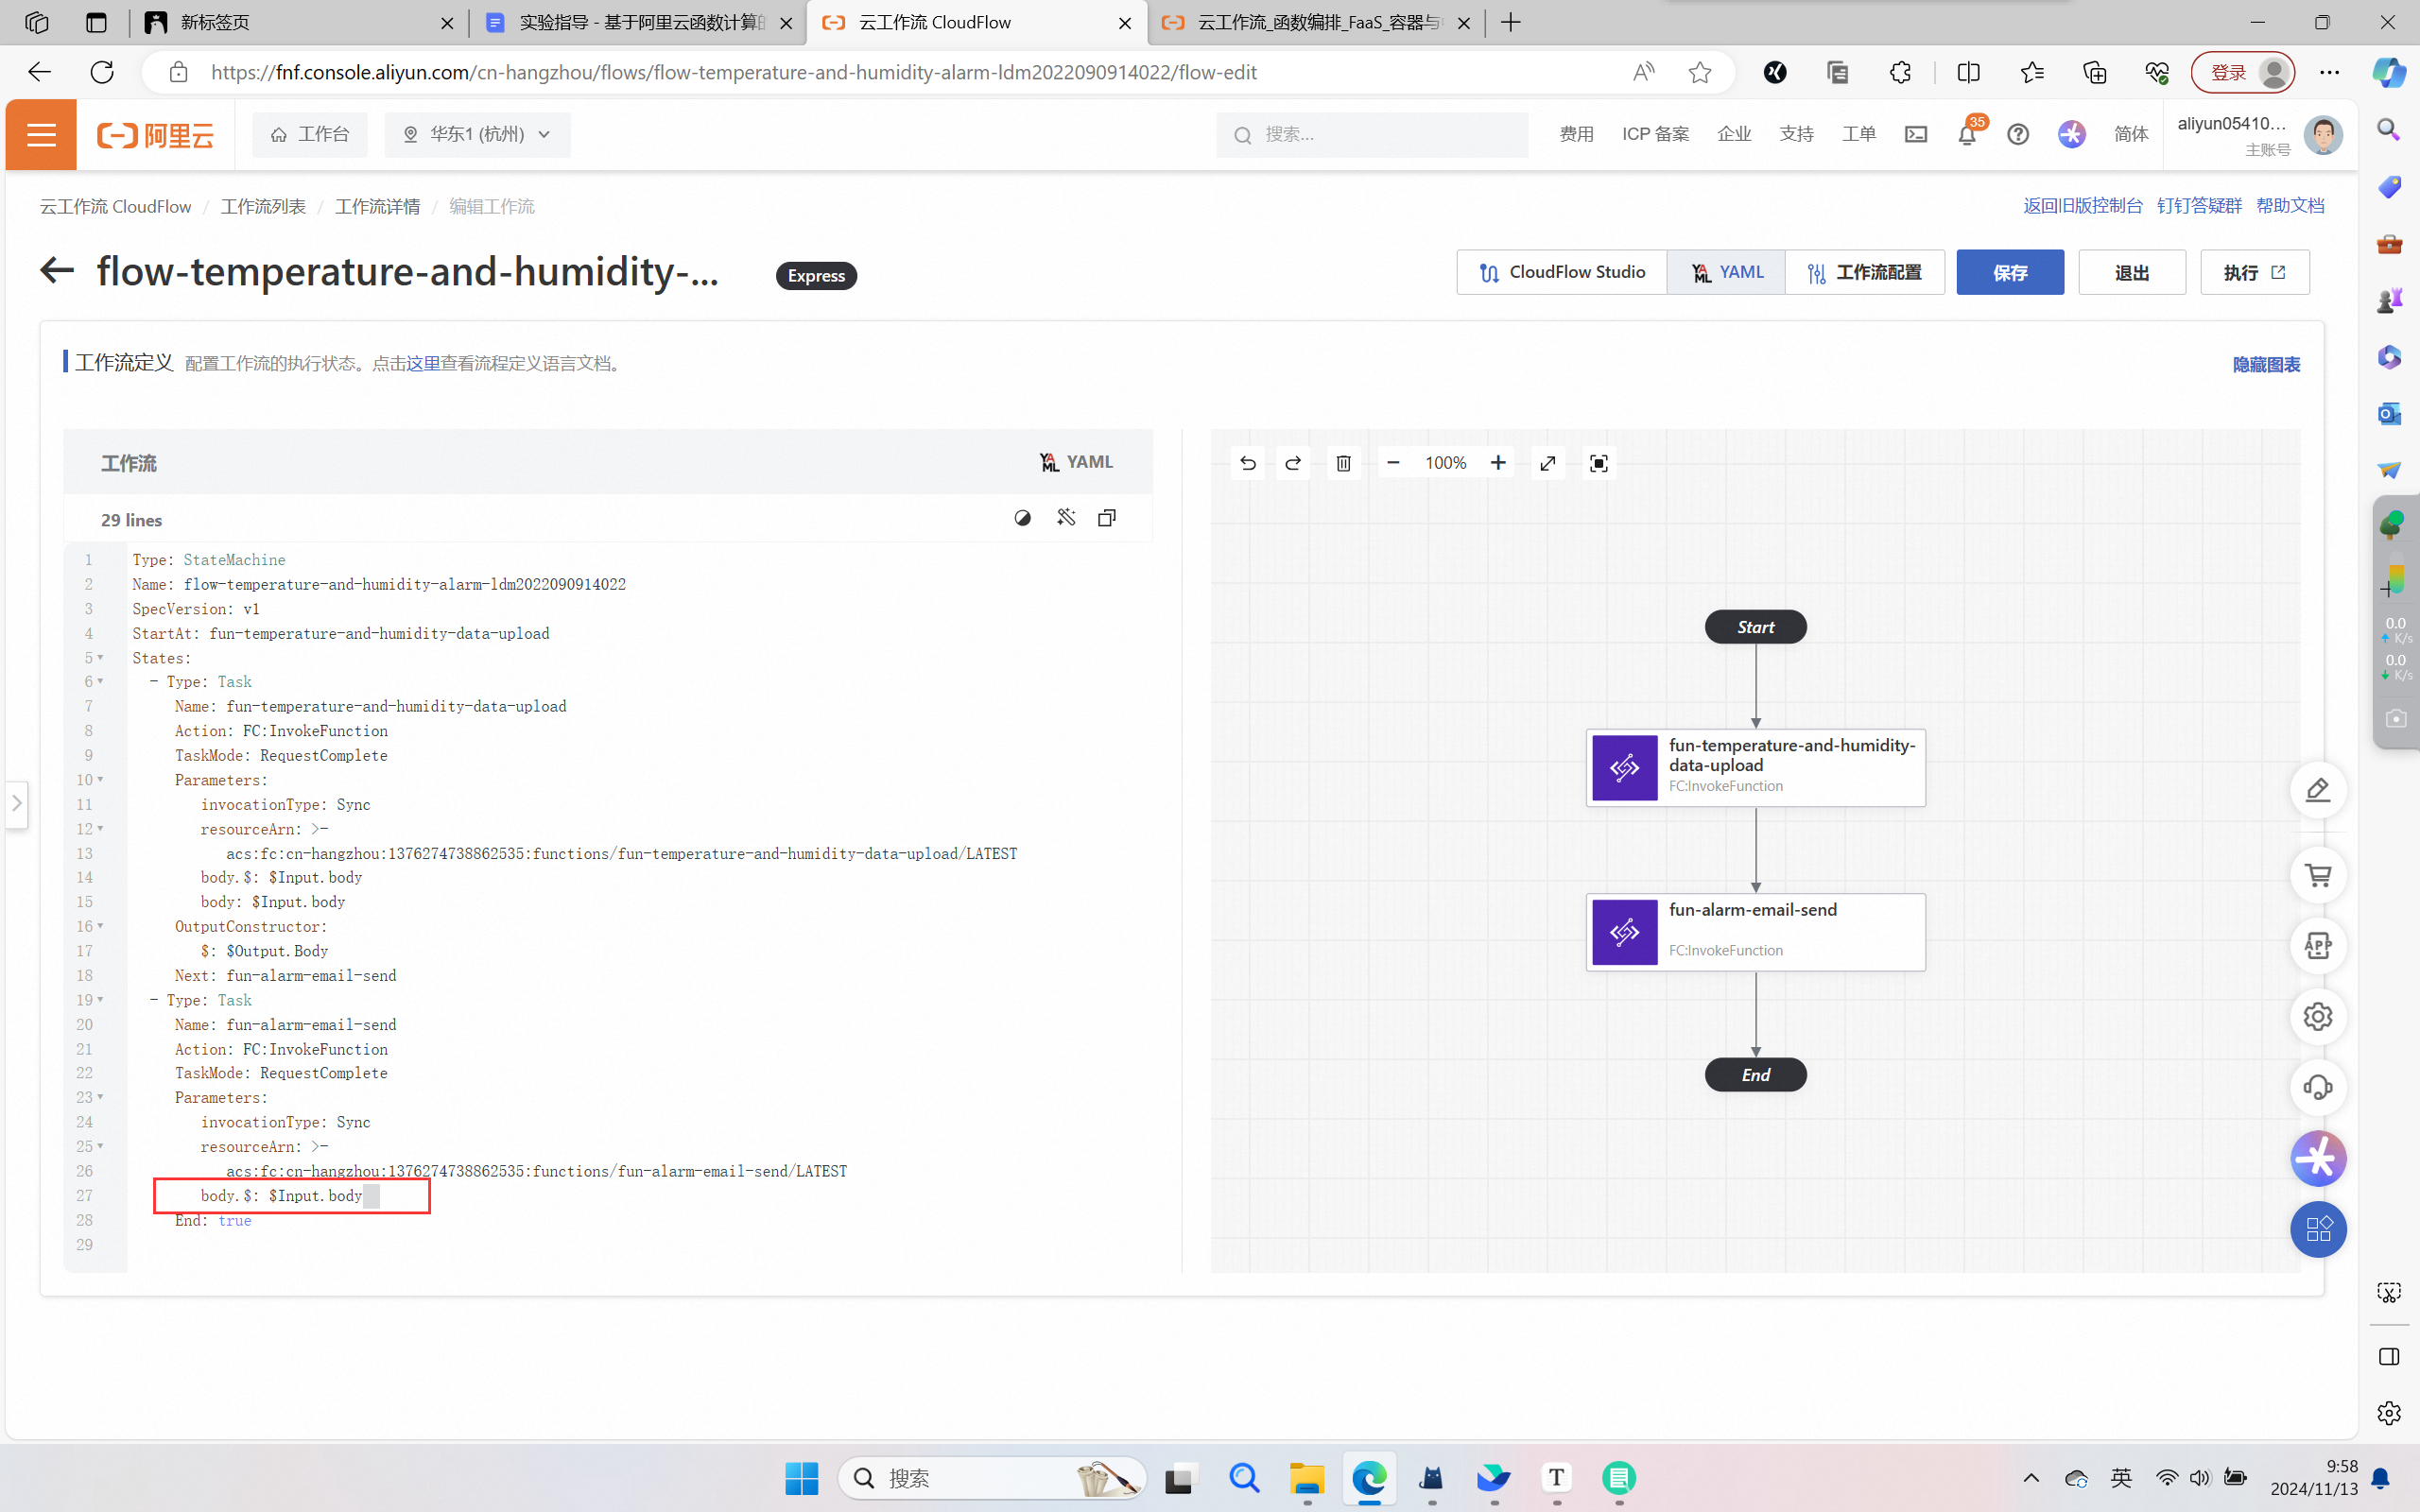 新标签页
实验指导 - 基于阿里云函数计算的
云工作流 CloudFlow
云工作流_函数编排_FaaS_容器与
https://fnf.console.aliyun.com/cn-hangzhou/flows/flow-temperature-and-humidity-alarm-ldm2022090914022/flow-edit
登录
阿里云
工作台
华东1 (杭州)
搜索...
费用
ICP 备案
企业
支持
工单
35
简体
aliyun05410...
主账号
云工作流 CloudFlow / 工作流列表 / 工作流详情 / 编辑工作流
返回旧版控制台 钉钉答疑群 帮助文档
flow-temperature-and-humidity-...
Express
CloudFlow Studio
YAML
工作流配置
保存
退出
执行
工作流定义 配置工作流的执行状态。点击这里查看流程定义语言文档。
隐藏图表
工作流
YAML
29 lines
1 Type: StateMachine
2 Name: flow-temperature-and-humidity-alarm-ldm2022090914022
3 SpecVersion: v1
4 StartAt: fun-temperature-and-humidity-data-upload
5 States:
6 - Type: Task
7 Name: fun-temperature-and-humidity-data-upload
8 Action: FC:InvokeFunction
9 TaskMode: RequestComplete
10 Parameters:
11 invocationType: Sync
12 resourceArn: >-
13 acs:fc:cn-hangzhou:1376274738862535:functions/fun-temperature-and-humidity-data-upload/LATEST
14 body.$: $Input.body
15 body: $Input.body
16 OutputConstructor:
17 $: $Output.Body
18 Next: fun-alarm-email-send
19 - Type: Task
20 Name: fun-alarm-email-send
21 Action: FC:InvokeFunction
22 TaskMode: RequestComplete
23 Parameters:
24 invocationType: Sync
25 resourceArn: >-
26 acs:fc:cn-hangzhou:1376274738862535:functions/fun-alarm-email-send/LATEST
27 body.$: $Input.body
28 End: true
29
100%
Start
fun-temperature-and-humidity-
data-upload
FC:InvokeFunction
fun-alarm-email-send
FC:InvokeFunction
End
0.0
K/s
0.0
K/s
APP
搜索
英
9:58
2024/11/13